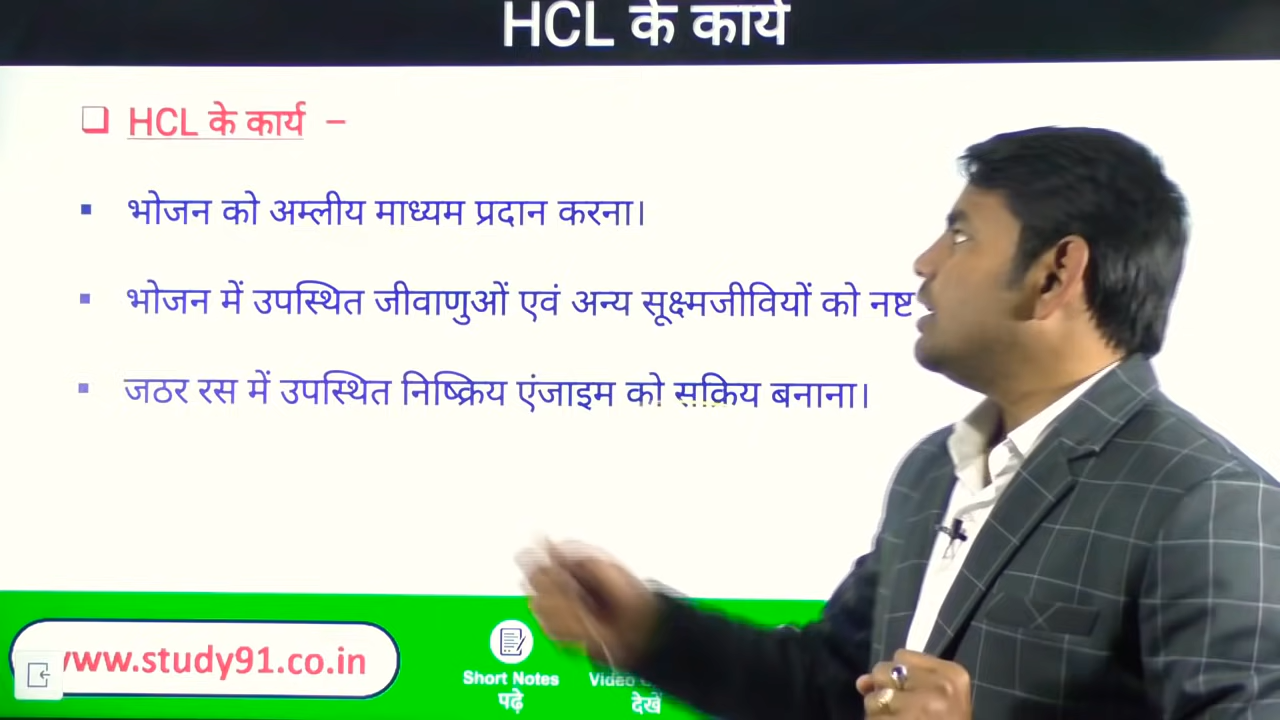 HCL के कार्य
❑ HCL के कार्य –
▪ भोजन को अम्लीय माध्यम प्रदान करना।
▪ भोजन में उपस्थित जीवाणुओं एवं अन्य सूक्ष्मजीवियों को नष्ट
▪ जठर रस में उपस्थित निष्क्रिय एंजाइम को सक्रिय बनाना।
www.study91.co.in
Short Notes
पढ़े
Video
देखें